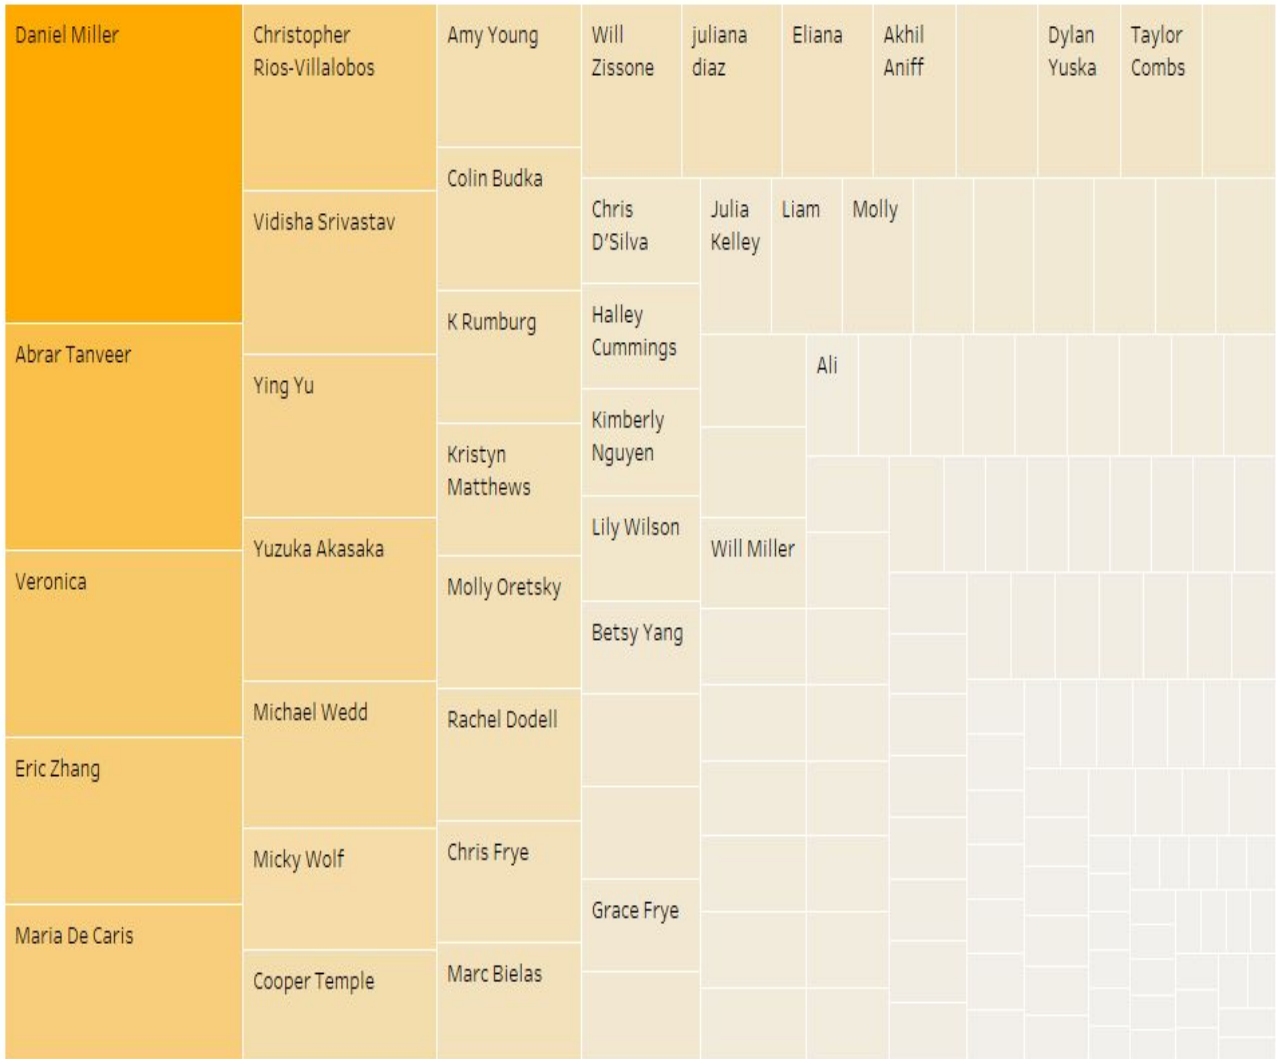 Daniel Miller
Abrar Tanveer
Veronica
Eric Zhang
Maria De Caris
Christopher
Rios-Villalobos
Vidisha Srivastav
Ying Yu
Yuzuka Akasaka
Michael Wedd
Micky Wolf
Cooper Temple
Amy Young
Colin Budka
K Rumburg
Kristyn
Matthews
Molly Oretsky
Rachel Dodell
Chris Frye
Marc Bielas
Will
Zissone
juliana
diaz
Eliana
Akhil
Aniff
Dylan
Yuska
Taylor
Combs
Chris
D’Silva
Halley
Cummings
Kimberly
Nguyen
Lily Wilson
Betsy Yang
Grace Frye
Julia
Kelley
Liam
Molly
Will Miller
Ali